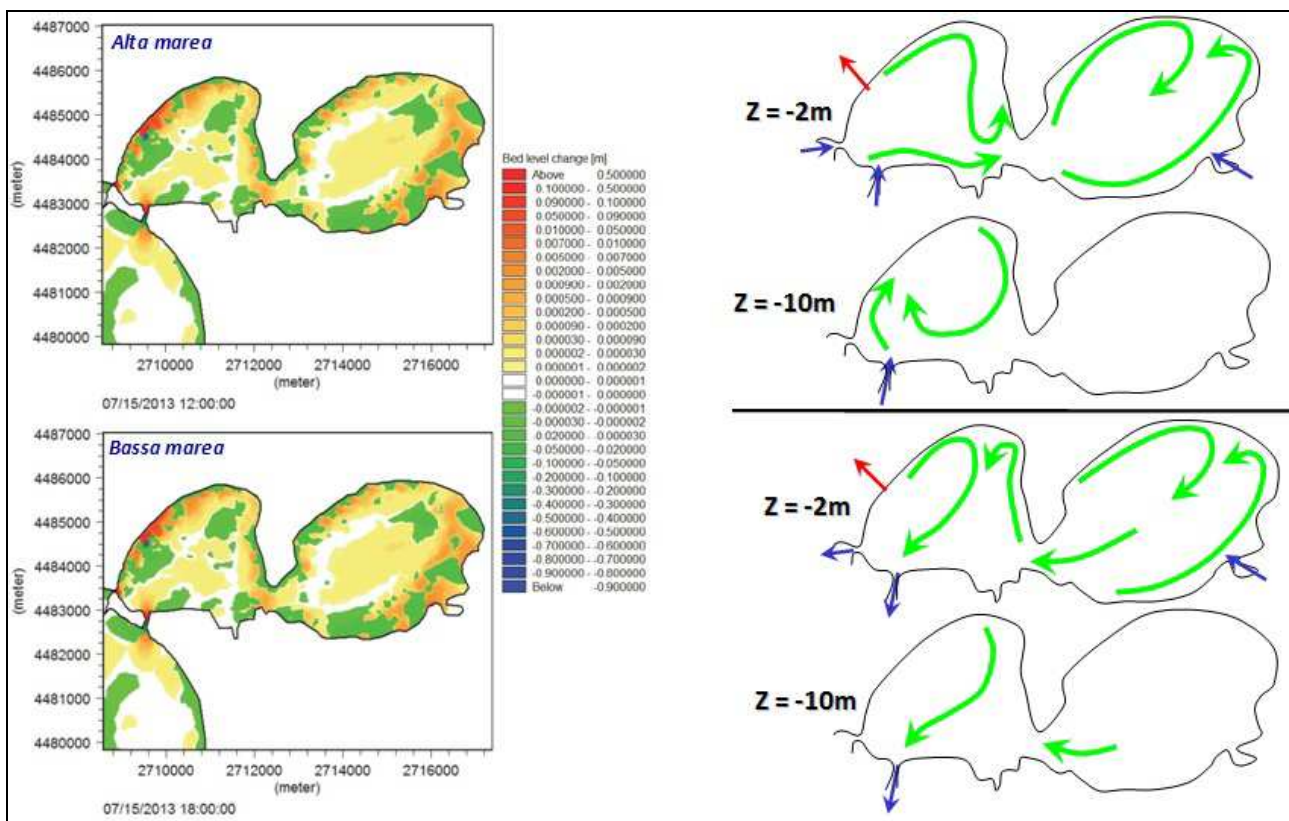 Alta marea
4487000
4486000
4485000
4484000
4483000
4482000
4481000
4480000
(meter)
2710000 2712000 2714000 2716000
(meter)
07/15/2013 12:00:00
Bassa marea
4487000
4486000
4485000
4484000
4483000
4482000
4481000
4480000
(meter)
2710000 2712000 2714000 2716000
(meter)
07/15/2013 18:00:00
Bed level change [m]
Above 0.500000
0.100000 - 0.500000
0.090000 - 0.100000
0.050000 - 0.090000
0.010000 - 0.050000
0.007000 - 0.010000
0.005000 - 0.007000
0.002000 - 0.005000
0.000900 - 0.002000
0.000500 - 0.000900
0.000200 - 0.000500
0.000090 - 0.000200
0.000030 - 0.000090
0.000002 - 0.000030
0.000001 - 0.000002
0.000000 - 0.000001
-0.000001 - 0.000000
-0.000002 - -0.000001
-0.000030 - -0.000002
-0.020000 - 0.000030
-0.050000 - -0.020000
-0.100000 - -0.050000
-0.200000 - -0.100000
-0.300000 - -0.200000
-0.400000 - -0.300000
-0.500000 - -0.400000
-0.600000 - -0.500000
-0.700000 - -0.600000
-0.800000 - -0.700000
-0.900000 - -0.800000
Below -0.900000
Z = -2m
Z = -10m
Z = -2m
Z = -10m